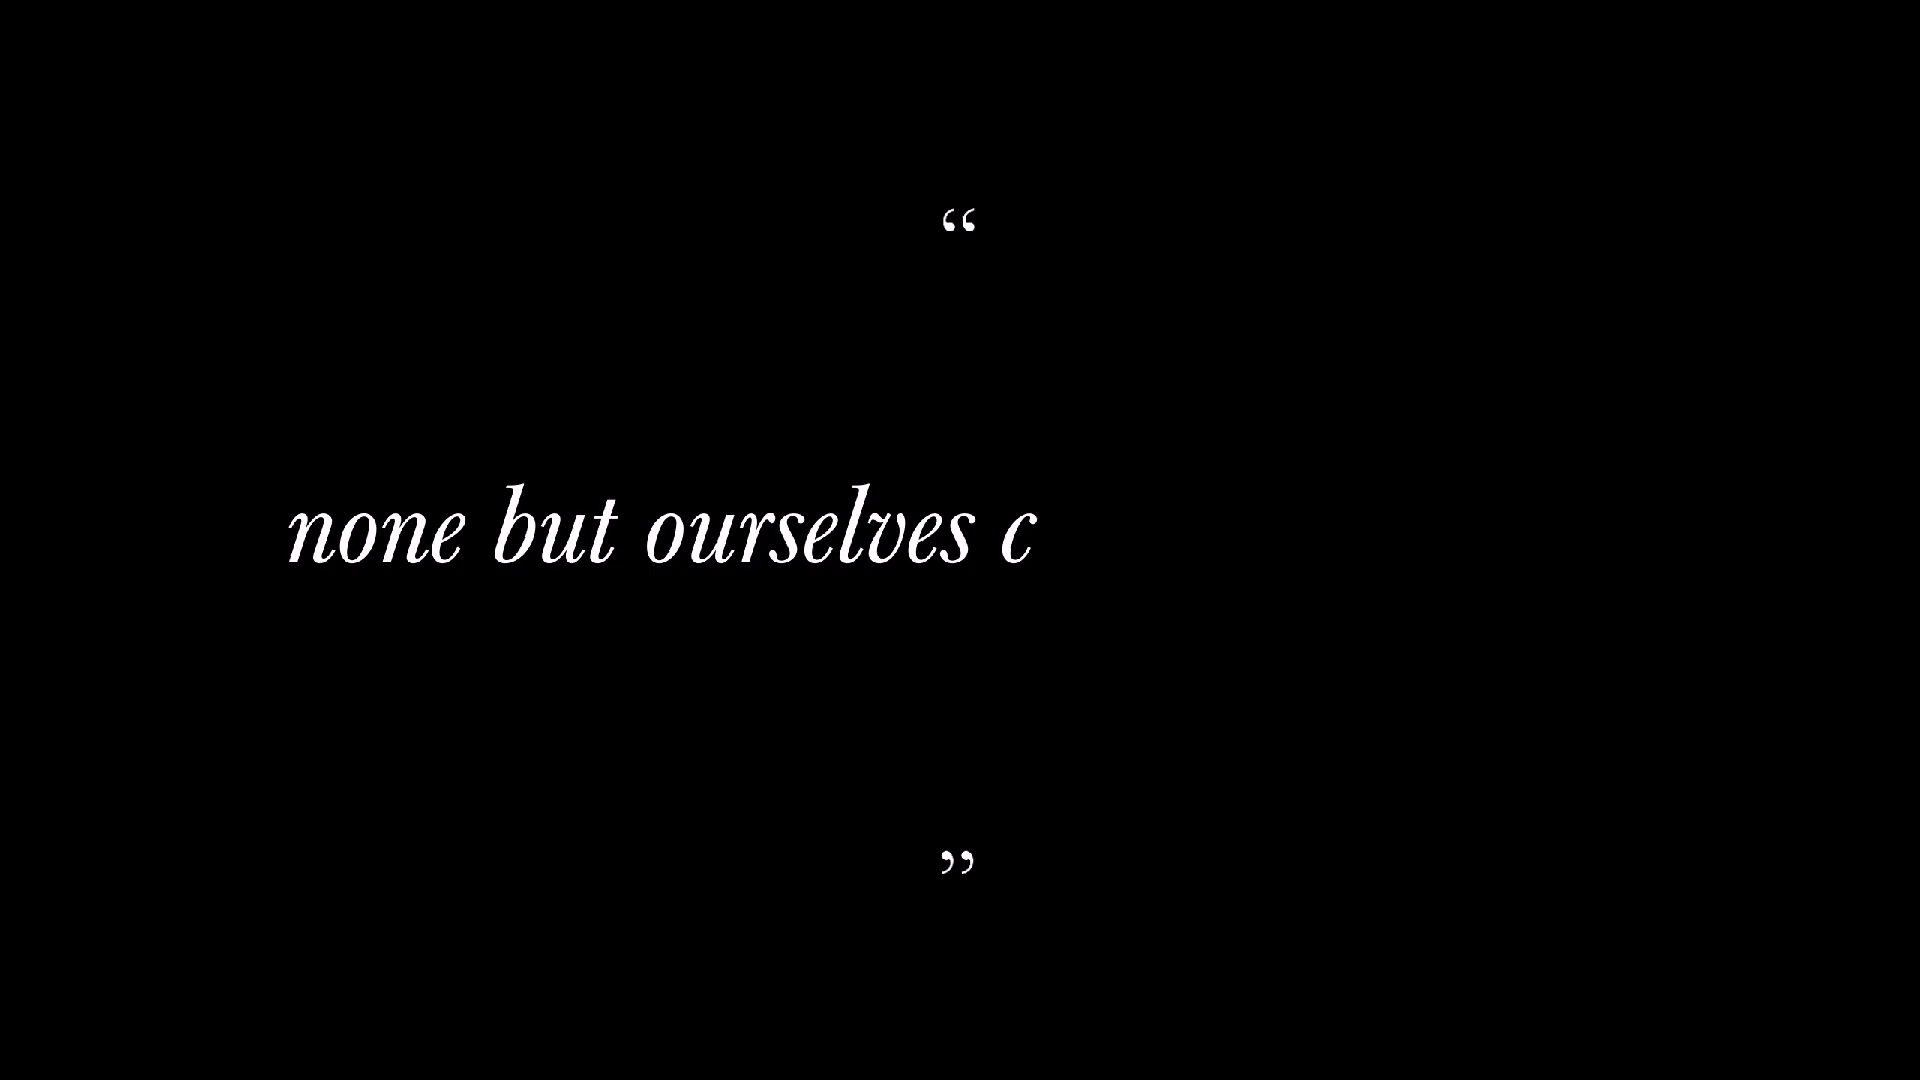 “
none but ourselves c
”